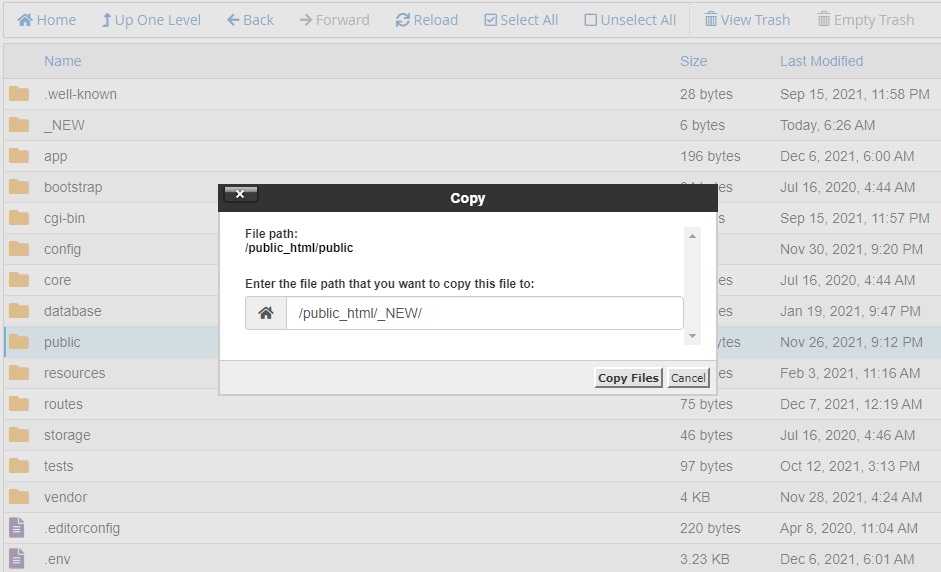 Home Up One Level Back Forward Reload Select All Unselect All View Trash Empty Trash
Name Size Last Modified
.well-known 28 bytes Sep 15, 2021, 11:58 PM
_NEW 6 bytes Today, 6:26 AM
app 196 bytes Dec 6, 2021, 6:00 AM
bootstrap es Jul 16, 2020, 4:44 AM
Copy
cgi-bin s Sep 15, 2021, 11:57 PM
File path:
/public_html/public
config Nov 30, 2021, 9:20 PM
core es Jul 16, 2020, 4:44 AM
Enter the file path that you want to copy this file to:
database es Jan 19, 2021, 9:47 PM
/public_html/_NEW/
public ytes Nov 26, 2021, 9:12 PM
resources es Feb 3, 2021, 11:16 AM
Copy Files Cancel
routes 75 bytes Dec 7, 2021, 12:19 AM
storage 46 bytes Jul 16, 2020, 4:46 AM
tests 97 bytes Oct 12, 2021, 3:13 PM
vendor 4 KB Nov 28, 2021, 4:24 AM
.editorconfig 220 bytes Apr 8, 2020, 11:04 AM
.env 3.23 KB Dec 6, 2021, 6:01 AM